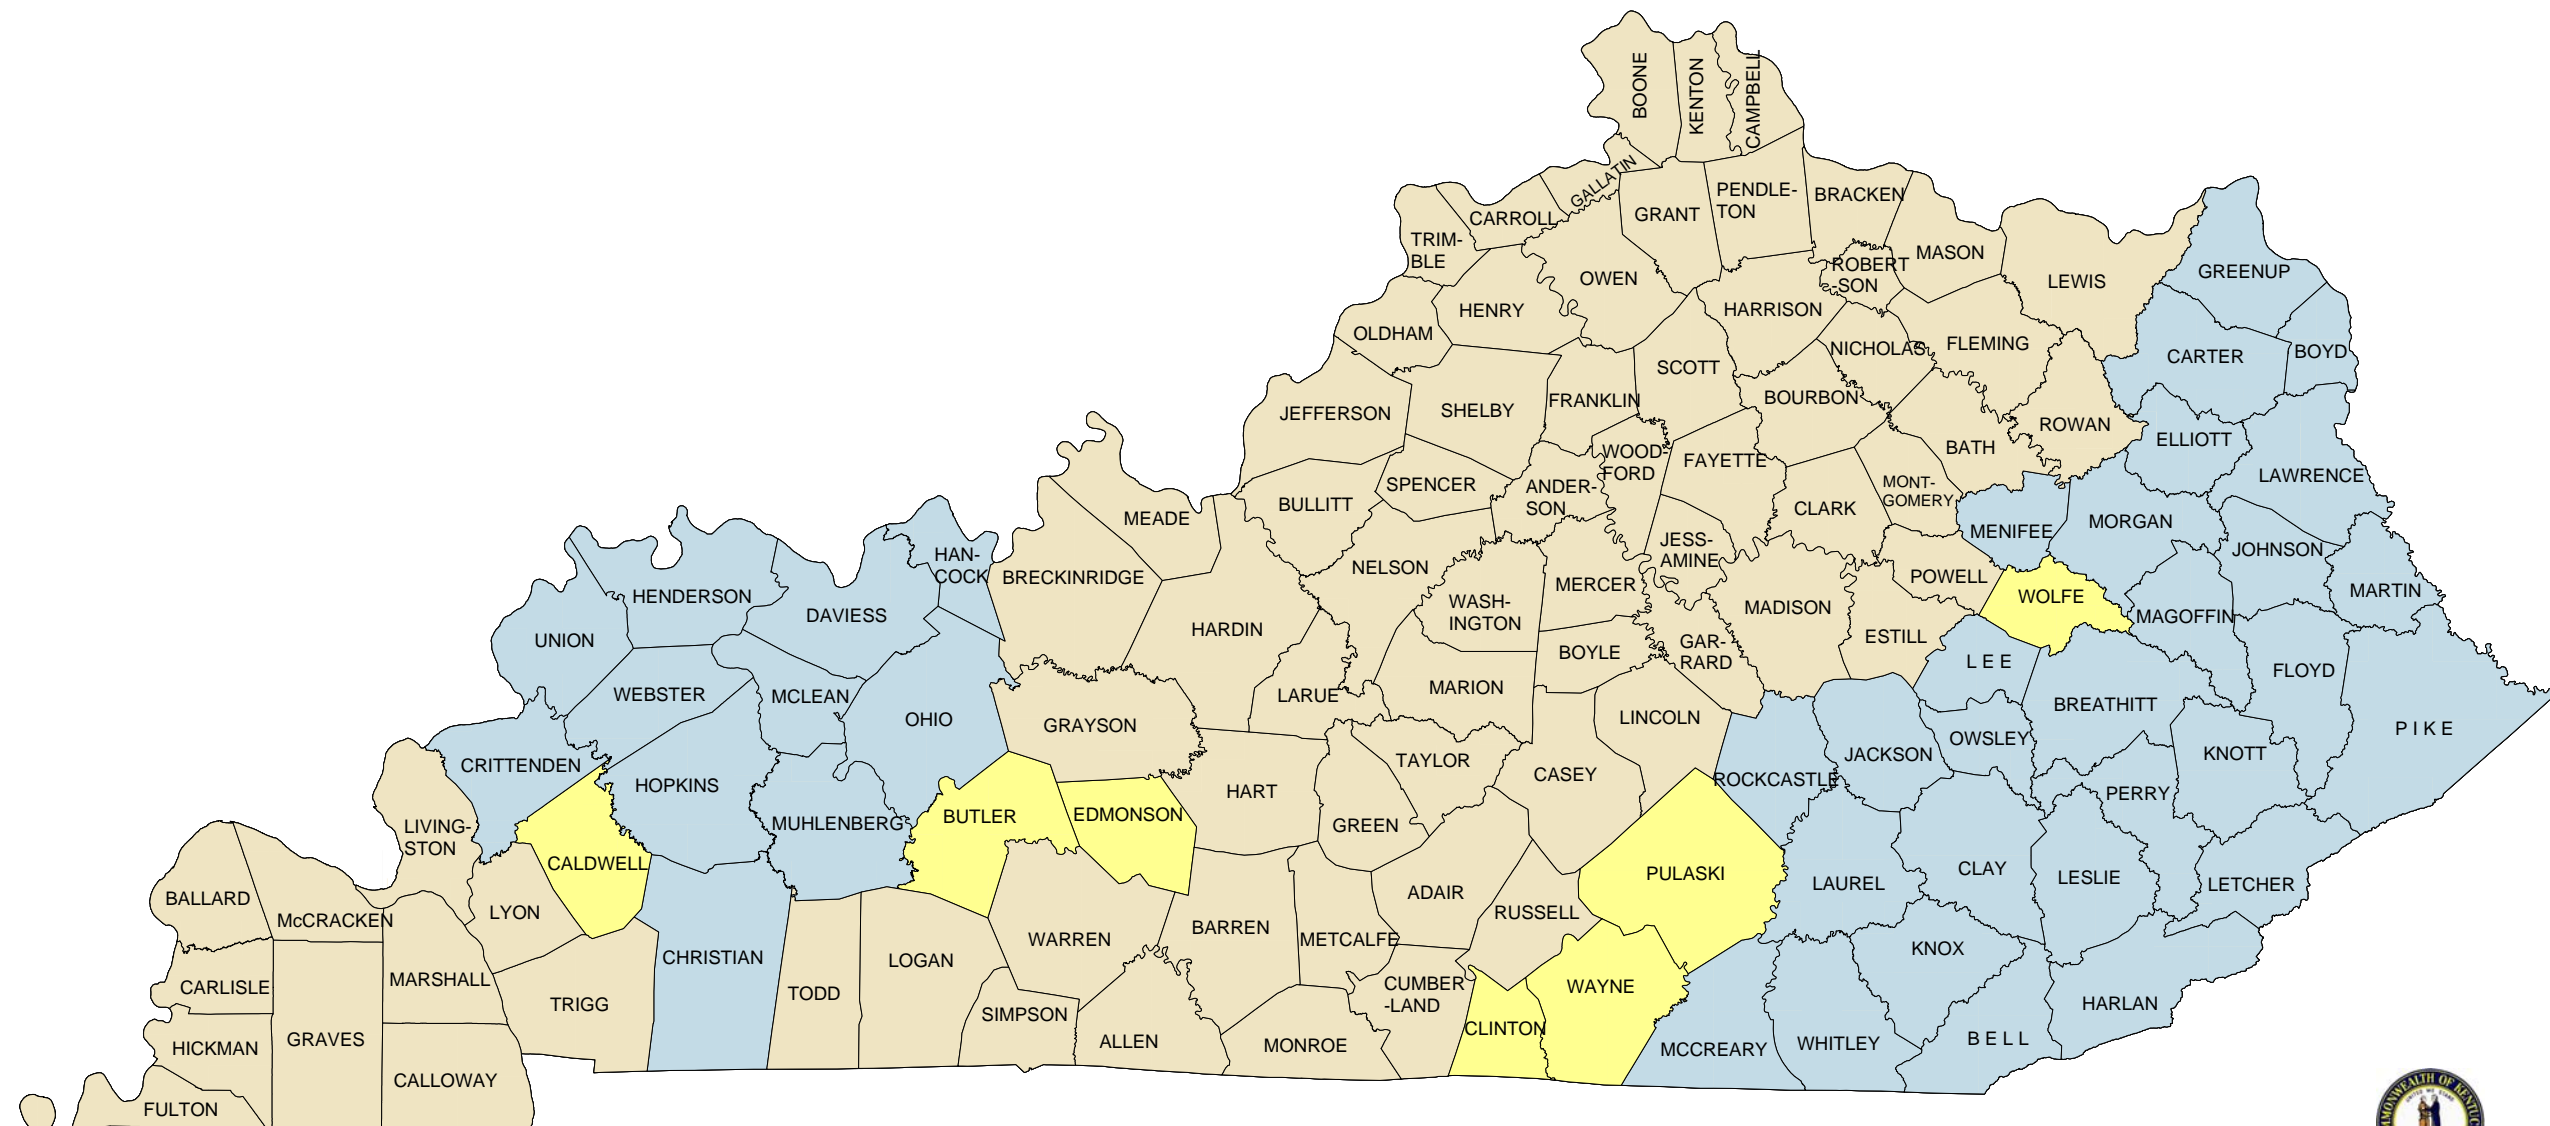 BOONE
KENTON
CAMPBELL
GALLATIN
CARROLL
TRIM-
BLE
GRANT
PENDLE-
TON
BRACKEN
MASON
ROBERT
-SON
LEWIS
GREENUP
OWEN
HENRY
OLDHAM
HARRISON
NICHOLAS
FLEMING
CARTER
BOYD
SCOTT
JEFFERSON
SHELBY
FRANKLIN
BOURBON
ROWAN
ELLIOTT
BATH
LAWRENCE
WOOD-
FORD
FAYETTE
SPENCER
BULLITT
ANDER-
SON
MONT-
GOMERY
CLARK
MEADE
MENIFEE
MORGAN
JOHNSON
MARTIN
JESS-
AMINE
HAN-
COCK
BRECKINRIDGE
NELSON
MERCER
POWELL
WOLFE
MAGOFFIN
HENDERSON
DAVIESS
UNION
WASH-
INGTON
MADISON
HARDIN
ESTILL
BOYLE
GAR-
RARD
L E E
FLOYD
WEBSTER
MCLEAN
LARUE
MARION
BREATHITT
OHIO
GRAYSON
LINCOLN
P I K E
TAYLOR
JACKSON
OWSLEY
KNOTT
CRITTENDEN
HOPKINS
HART
CASEY
ROCKCASTLE
PERRY
MUHLENBERG
BUTLER
EDMONSON
GREEN
LIVING-
STON
CALDWELL
PULASKI
LAUREL
CLAY
LESLIE
LETCHER
BALLARD
McCRACKEN
LYON
ADAIR
RUSSELL
BARREN
METCALFE
WARREN
CHRISTIAN
LOGAN
KNOX
CARLISLE
MARSHALL
TRIGG
TODD
SIMPSON
CUMBER
-LAND
WAYNE
HARLAN
HICKMAN
GRAVES
ALLEN
MONROE
CLINTON
MCCREARY
WHITLEY
B E L L
CALLOWAY
FULTON